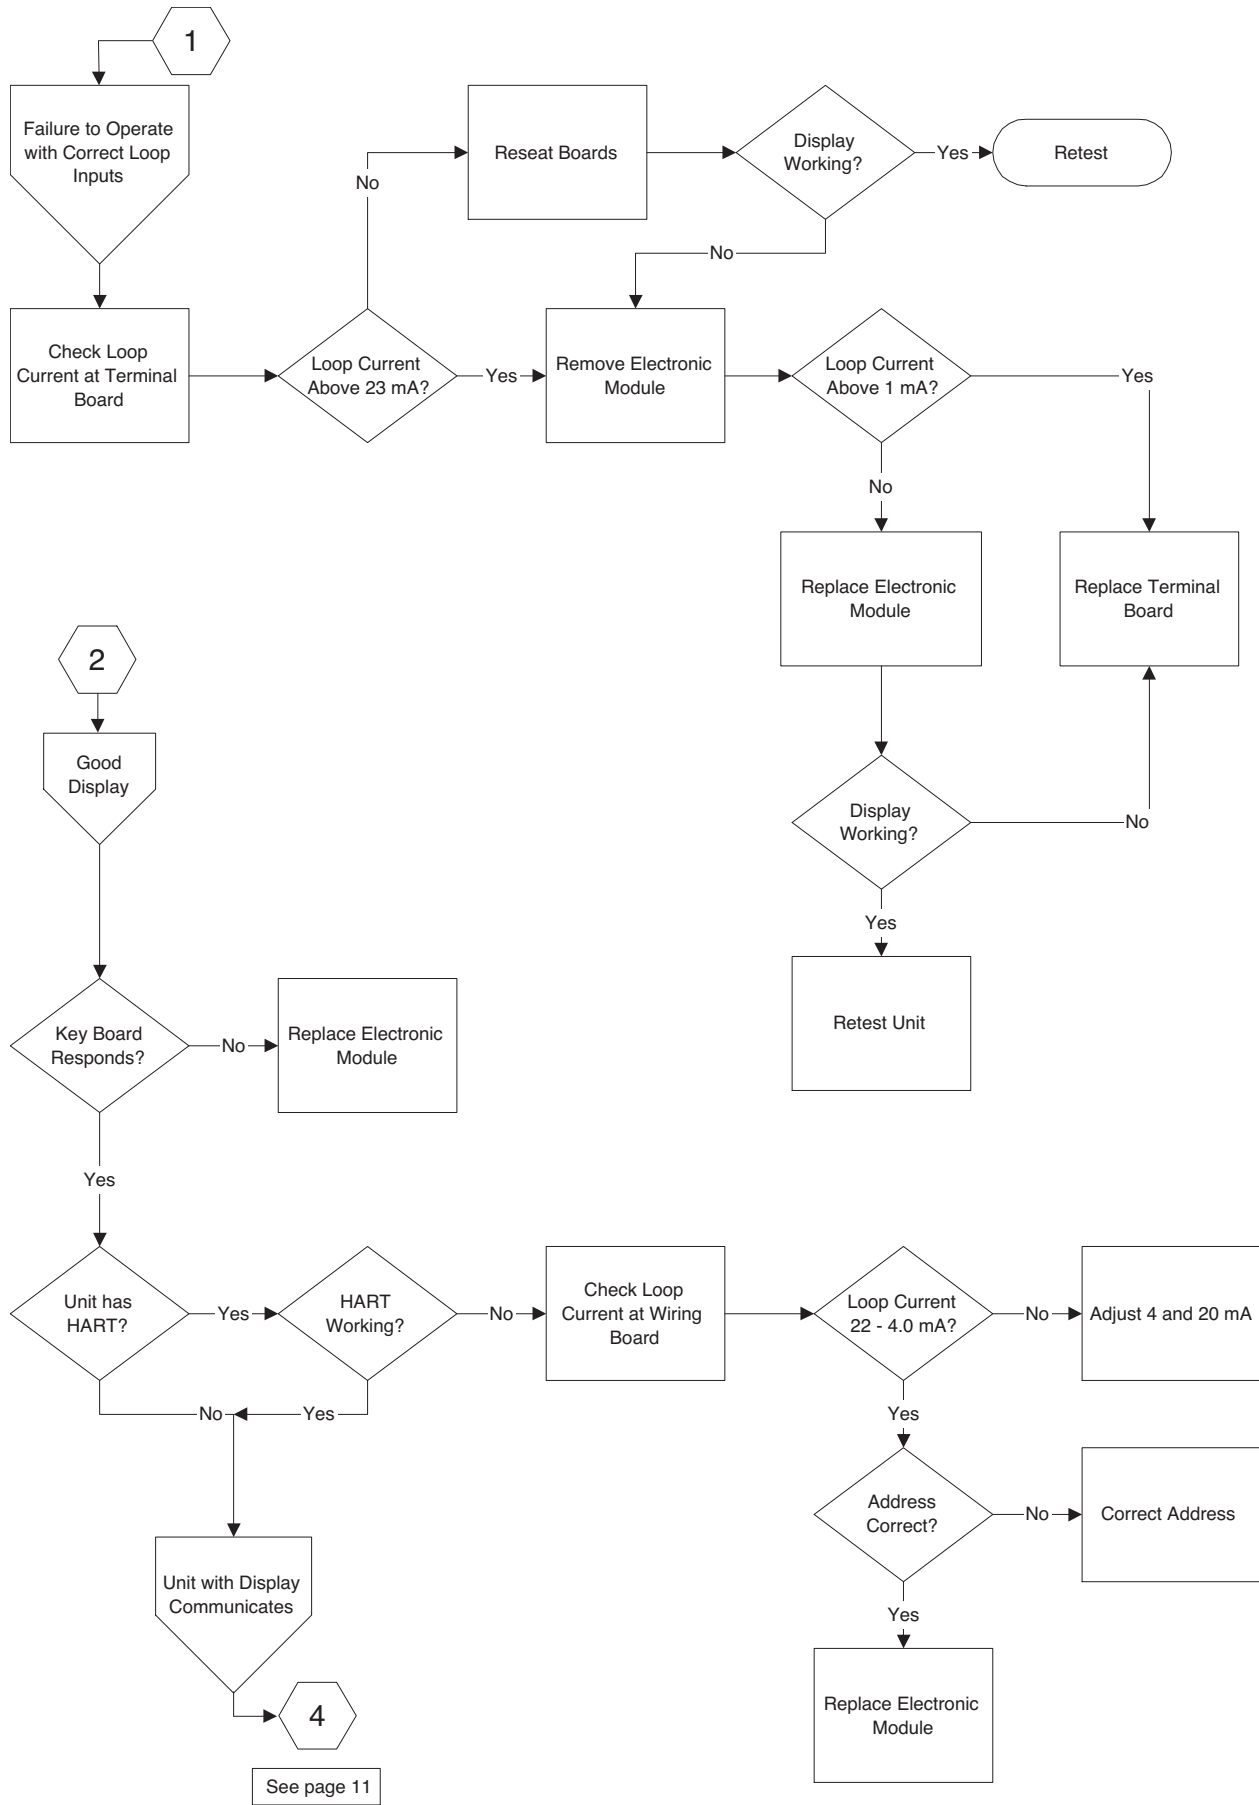 1
Failure to Operate
with Correct Loop
Inputs
Reseat Boards
Display
Working?
Yes
Retest
No
No
Check Loop
Current at Terminal
Board
Loop Current
Above 23 mA?
Yes
Remove Electronic
Module
Loop Current
Above 1 mA?
Yes
No
Replace Electronic
Module
Replace Terminal
Board
Display
Working?
No
Yes
Retest Unit
2
Good
Display
Key Board
Responds?
No
Replace Electronic
Module
Yes
Unit has
HART?
Yes
HART
Working?
No
Check Loop
Current at Wiring
Board
Loop Current
22 - 4.0 mA?
No
Adjust 4 and 20 mA
No
Yes
Yes
Address
Correct?
No
Correct Address
Yes
Replace Electronic
Module
Unit with Display
Communicates
4
See page 11